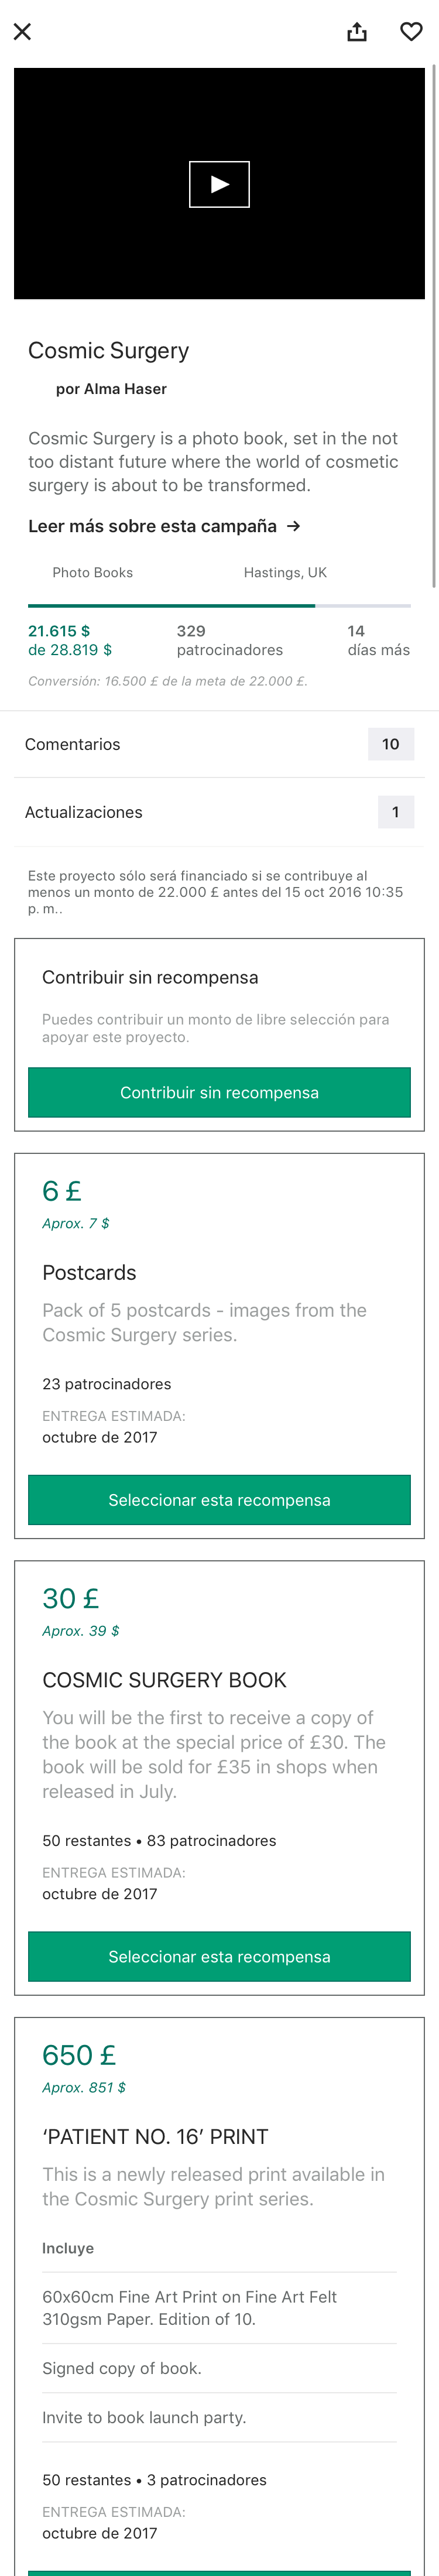 Cosmic Surgery
por Alma Haser
Cosmic Surgery is a photo book, set in the not
too distant future where the world of cosmetic
surgery is about to be transformed.
Leer más sobre esta campaña →
Photo Books
Hastings, UK
21.615 $
de 28.819 $
329
patrocinadores
14
días más
Conversión: 16.500 £ de la meta de 22.000 £.
Comentarios
10
Actualizaciones
1
Este proyecto sólo será financiado si se contribuye al
menos un monto de 22.000 £ antes del 15 oct 2016 10:35
p. m..
Contribuir sin recompensa
Puedes contribuir un monto de libre selección para
apoyar este proyecto.
Contribuir sin recompensa
6 £
Aprox. 7 $
Postcards
Pack of 5 postcards - images from the
Cosmic Surgery series.
23 patrocinadores
ENTREGA ESTIMADA:
octubre de 2017
Seleccionar esta recompensa
30 £
Aprox. 39 $
COSMIC SURGERY BOOK
You will be the first to receive a copy of
the book at the special price of £30. The
book will be sold for £35 in shops when
released in July.
50 restantes • 83 patrocinadores
ENTREGA ESTIMADA:
octubre de 2017
Seleccionar esta recompensa
650 £
Aprox. 851 $
‘PATIENT NO. 16’ PRINT
This is a newly released print available in
the Cosmic Surgery print series.
Incluye
60x60cm Fine Art Print on Fine Art Felt
310gsm Paper. Edition of 10.
Signed copy of book.
Invite to book launch party.
50 restantes • 3 patrocinadores
ENTREGA ESTIMADA:
octubre de 2017